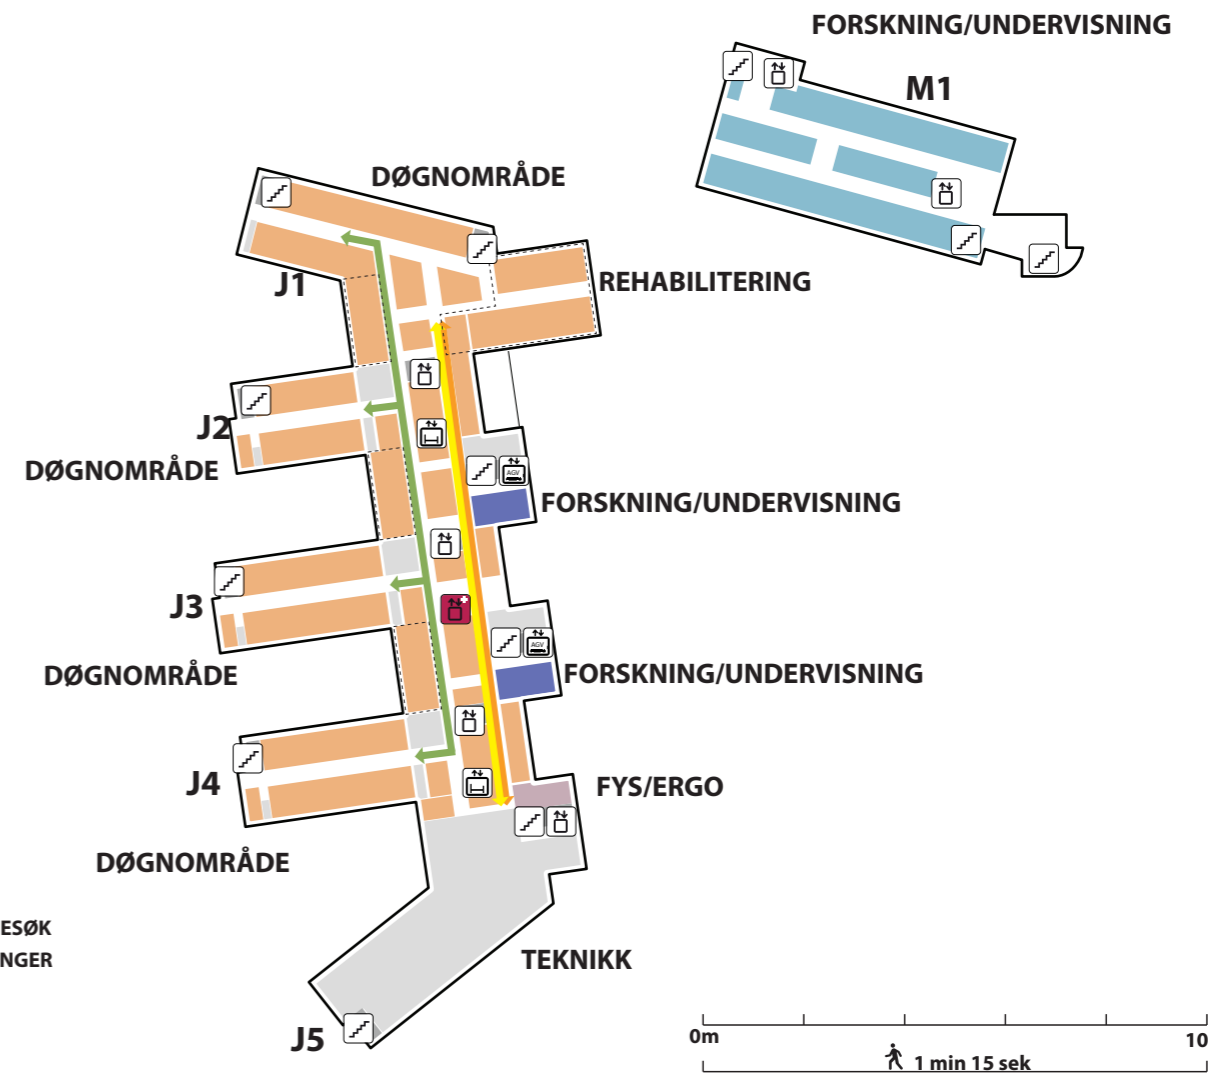 FORSKNING/UNDERVISNING
M1
DØGNOMRÅDE
J1
REHABILITERING
J2
DØGNOMRÅDE
AGV
FORSKNING/UNDERVISNING
J3
AGV
DØGNOMRÅDE
FORSKNING/UNDERVISNING
J4
FYS/ERGO
DØGNOMRÅDE
ESØK
NGER
TEKNIKK
J5
0m
10
1 min 15 sek